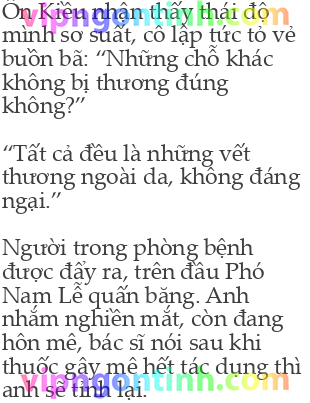 Ôn Kiều nhận thấy thái độ
mình sơ suất, cô lập tức tỏ vẻ
buồn bã: “Những chỗ khác
không bị thương đúng
không?”
“Tất cả đều là những vết
thương ngoài da, không đáng
ngại.”
Người trong phòng bệnh
được đẩy ra, trên đầu Phó
Nam Lễ quấn băng. Anh
nhắm nghiền mắt, còn đang
hôn mê, bác sĩ nói sau khi
thuốc gây mê hết tác dụng thì
anh sẽ tỉnh lại.
vipngontinh.com
vipngontinh.com